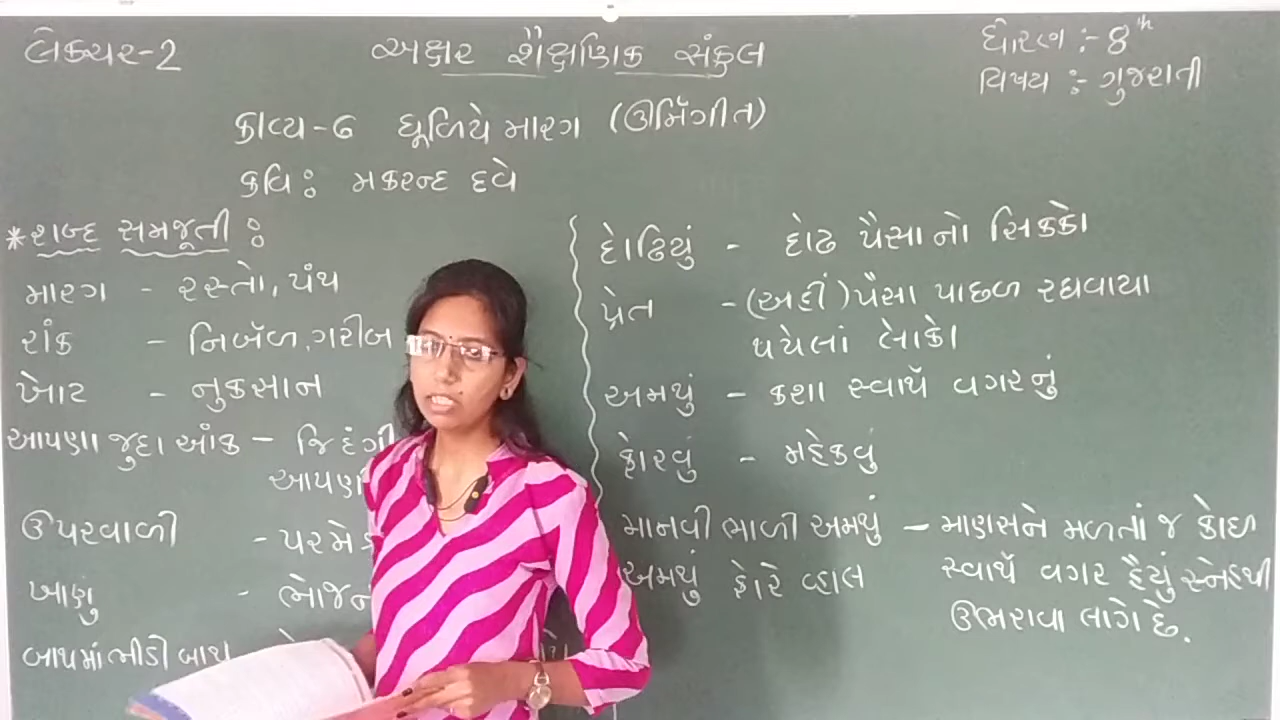 લેક્ચર-2
અક્ષર શૈક્ષણિક સંકુલ
ધોરણ :- 8th
વિષય :- ગુજરાતી
કાવ્ય-6 ધૂળિયે મારગ (ઊર્મિગીત)
કવિ : મકરન્દ દવે
* શબ્દ સમજૂતી :
મારગ - રસ્તો, પંથ
રાંક - નિર્બળ, ગરીબ
ખોટ - નુકસાન
આપણા જુદા આંક - જિંદગી
આપણ
ઉપરવાળી - પરમે
ખાણું - ભોજન
બાથમાં ભીડી બાથ
દોઢિયું - દોઢ પૈસાનો સિક્કો
પ્રેત - (અહીં) પૈસા પાછળ રઘવાયા
થયેલાં લોકો
અમથું - કશા સ્વાર્થ વગરનું
ફોરવું - મહેકવું
માનવી ભાળી અમથું - માણસને મળતાં જ કોઇ
અમથું ફોરે વ્હાલ સ્વાર્થ વગર હૈયું સ્નેહથી
ઉભરાવા લાગે છે.